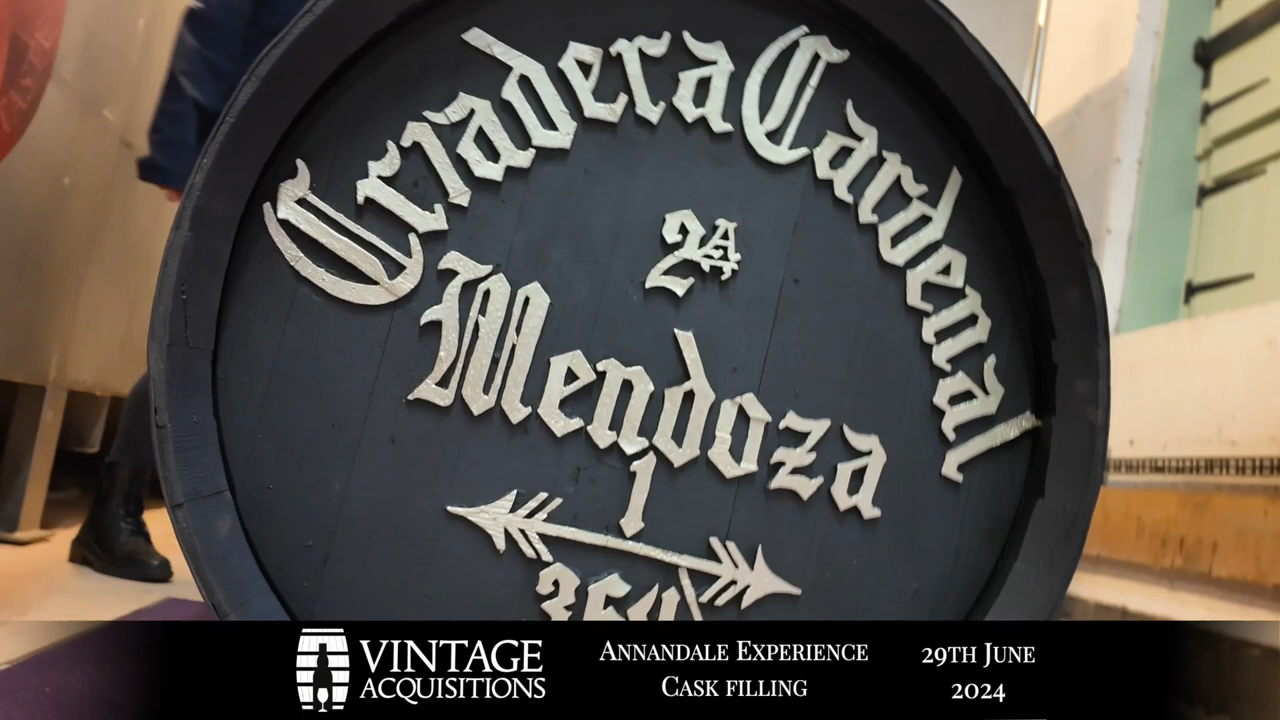 Criadera Cardenal
2A
Mendoza
1
VINTAGE
ACQUISITIONS
Annandale Experience
Cask filling
29th June
2024